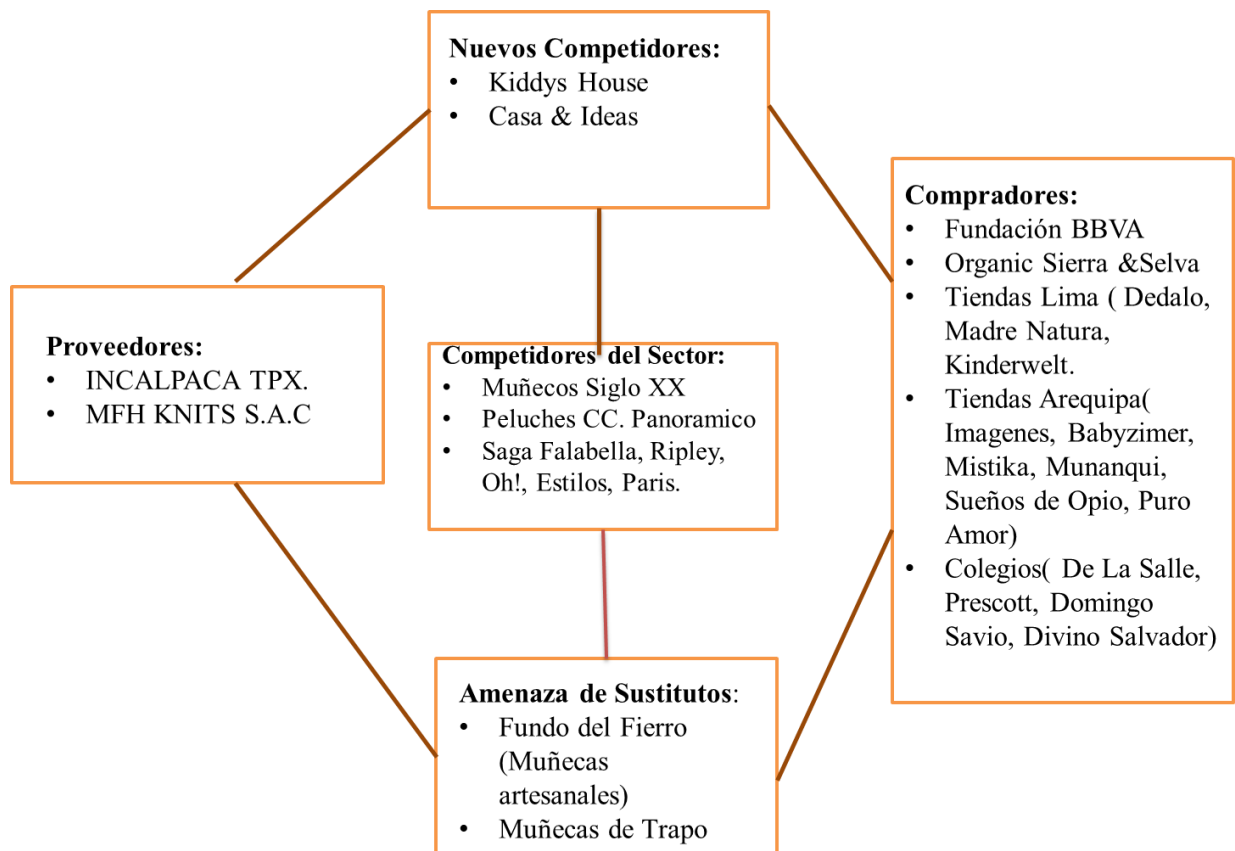 Nuevos Competidores:
• Kiddys House
• Casa & Ideas
Proveedores:
• INCALPACA TPX.
• MFH KNITS S.A.C
Competidores del Sector:
• Muñecos Siglo XX
• Peluches CC. Panoramico
• Saga Falabella, Ripley,
Oh!, Estilos, Paris.
Compradores:
• Fundación BBVA
• Organic Sierra &Selva
• Tiendas Lima ( Dedalo,
Madre Natura,
Kinderwelt.
• Tiendas Arequipa(
Imagenes, Babyzimer,
Mistika, Munanqui,
Sueños de Opio, Puro
Amor)
• Colegios( De La Salle,
Prescott, Domingo
Savio, Divino Salvador)
Amenaza de Sustitutos:
• Fundo del Fierro
(Muñecas
artesanales)
• Muñecas de Trapo